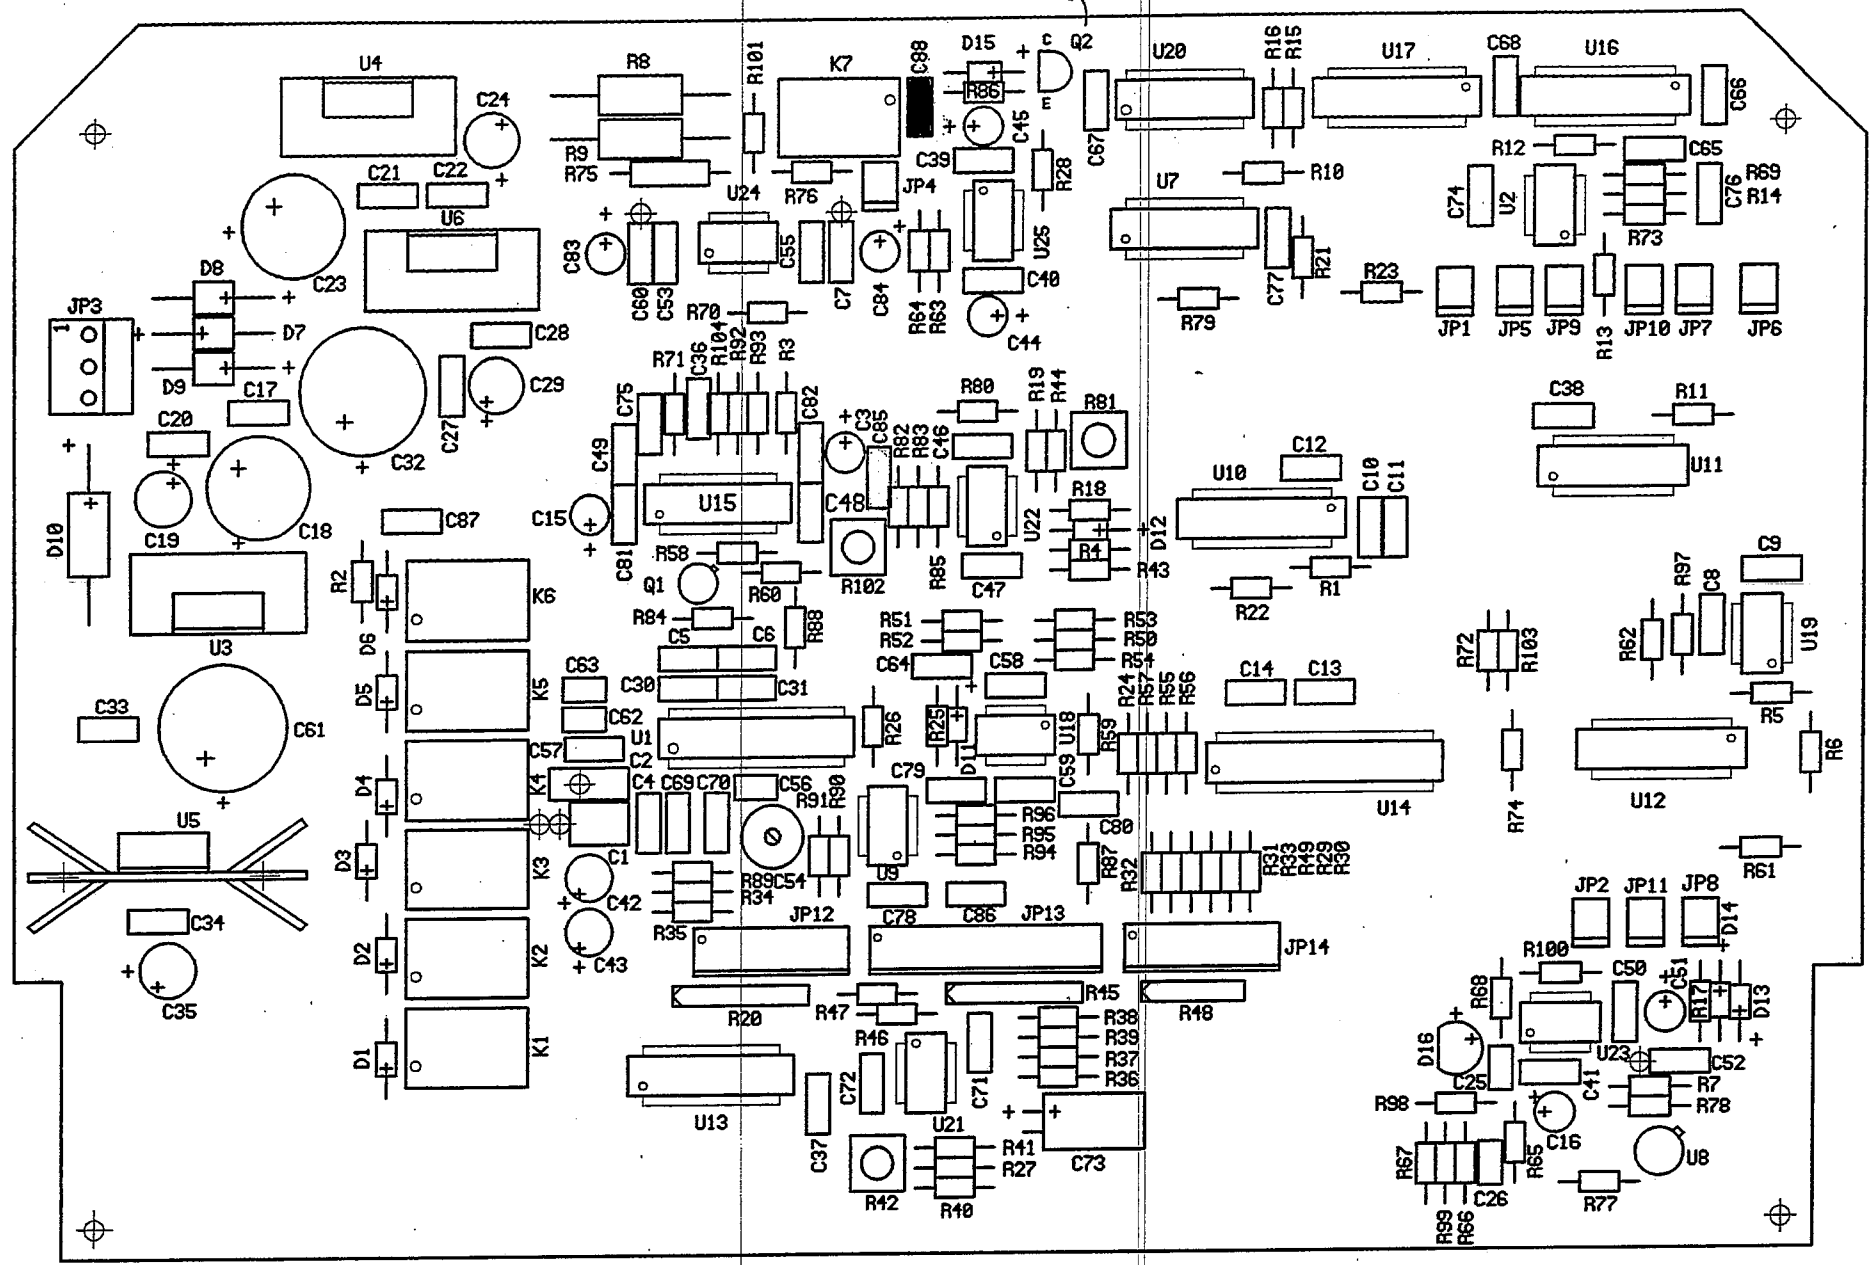 D15 C Q2
U4 R8 R101 K7 C88 U20 R16 R15 U17 C68 U16
C24 R86 E C45 C66
R9 R75 C39 R28 C67 R12 C65
C21 C22 U24 R76 JP4 U7 R10 C74 U2 R69
U6 R14 C76
C23 C83 C60 C53 C55 C7 C84 R64 R63 U25 C77 R21 R73
D8 C40 R23
JP3 1 D7 R70 C44 R79 JP1 JP5 JP9 R13 JP10 JP7 JP6
D9 C28 R71 C36 R104 R92 R93 R3
C17 C29 C75 C82 R80 R19 R44 R81 C38 R11
C20 C27 C32 C49 C3 C85 R82 R83 C46 C12
U10 C10 C11 U11
D10 C19 C18 C87 C15 C81 U15 C48 R18 D12
R58 R102 R85 U22 R4 R43 C9
R2 K6 Q1 R60 C47 R22 R1 R97 C8
D6 U3 R84 R88 R51 R53
C5 C6 R52 R50 R72 R103 R62 U19
C63 C64 C58 R54
D5 K5 C30 C31 R24 R57 R55 R56 C14 C13 R5
C33 C61 C62 U1 R26 R25 D11 U18 R59 R6
C57 C2
D4 K4 C4 C69 C70 C56 C79 C59 U14 R74 U12
U5 R91 R90 R96 C80
D3 K3 C1 R95
R94 R87 R32 R31 R33 R49 R29 R30 R61
C42 R89 C54 U9
R34 JP2 JP11 JP8
C34 R35 JP12 C78 C86 JP13 D14
D2 K2 C43 JP14 R100 C50 C51
C35 R20 R47 R45 R48 R68 R17 D13
D1 K1 R46 R38
R39 D16 U23
R37 C52
U13 C72 C71 R36 C25 C41 R7
C37 U21 R98 R78
R41 C73 C16
R27 R67 R65 U8
R42 R40 C26 R77
R99 R66